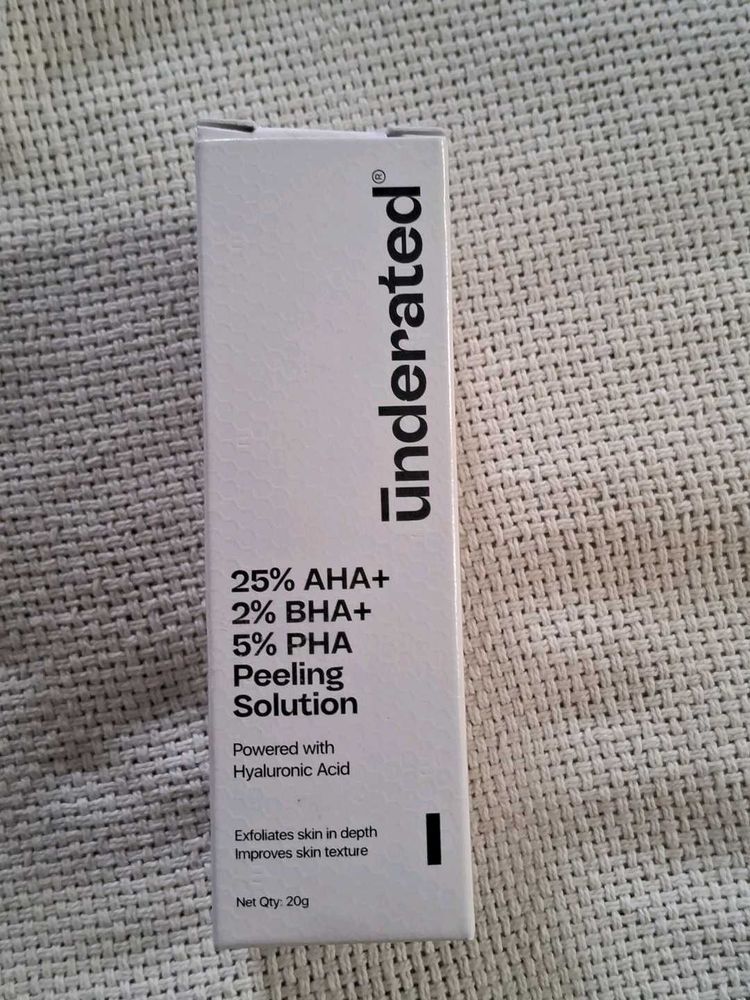 ūnderated®
25% AHA+
2% BHA+
5% PHA
Peeling
Solution
Powered with
Hyaluronic Acid
Exfoliates skin in depth
Improves skin texture
Net Qty: 20g